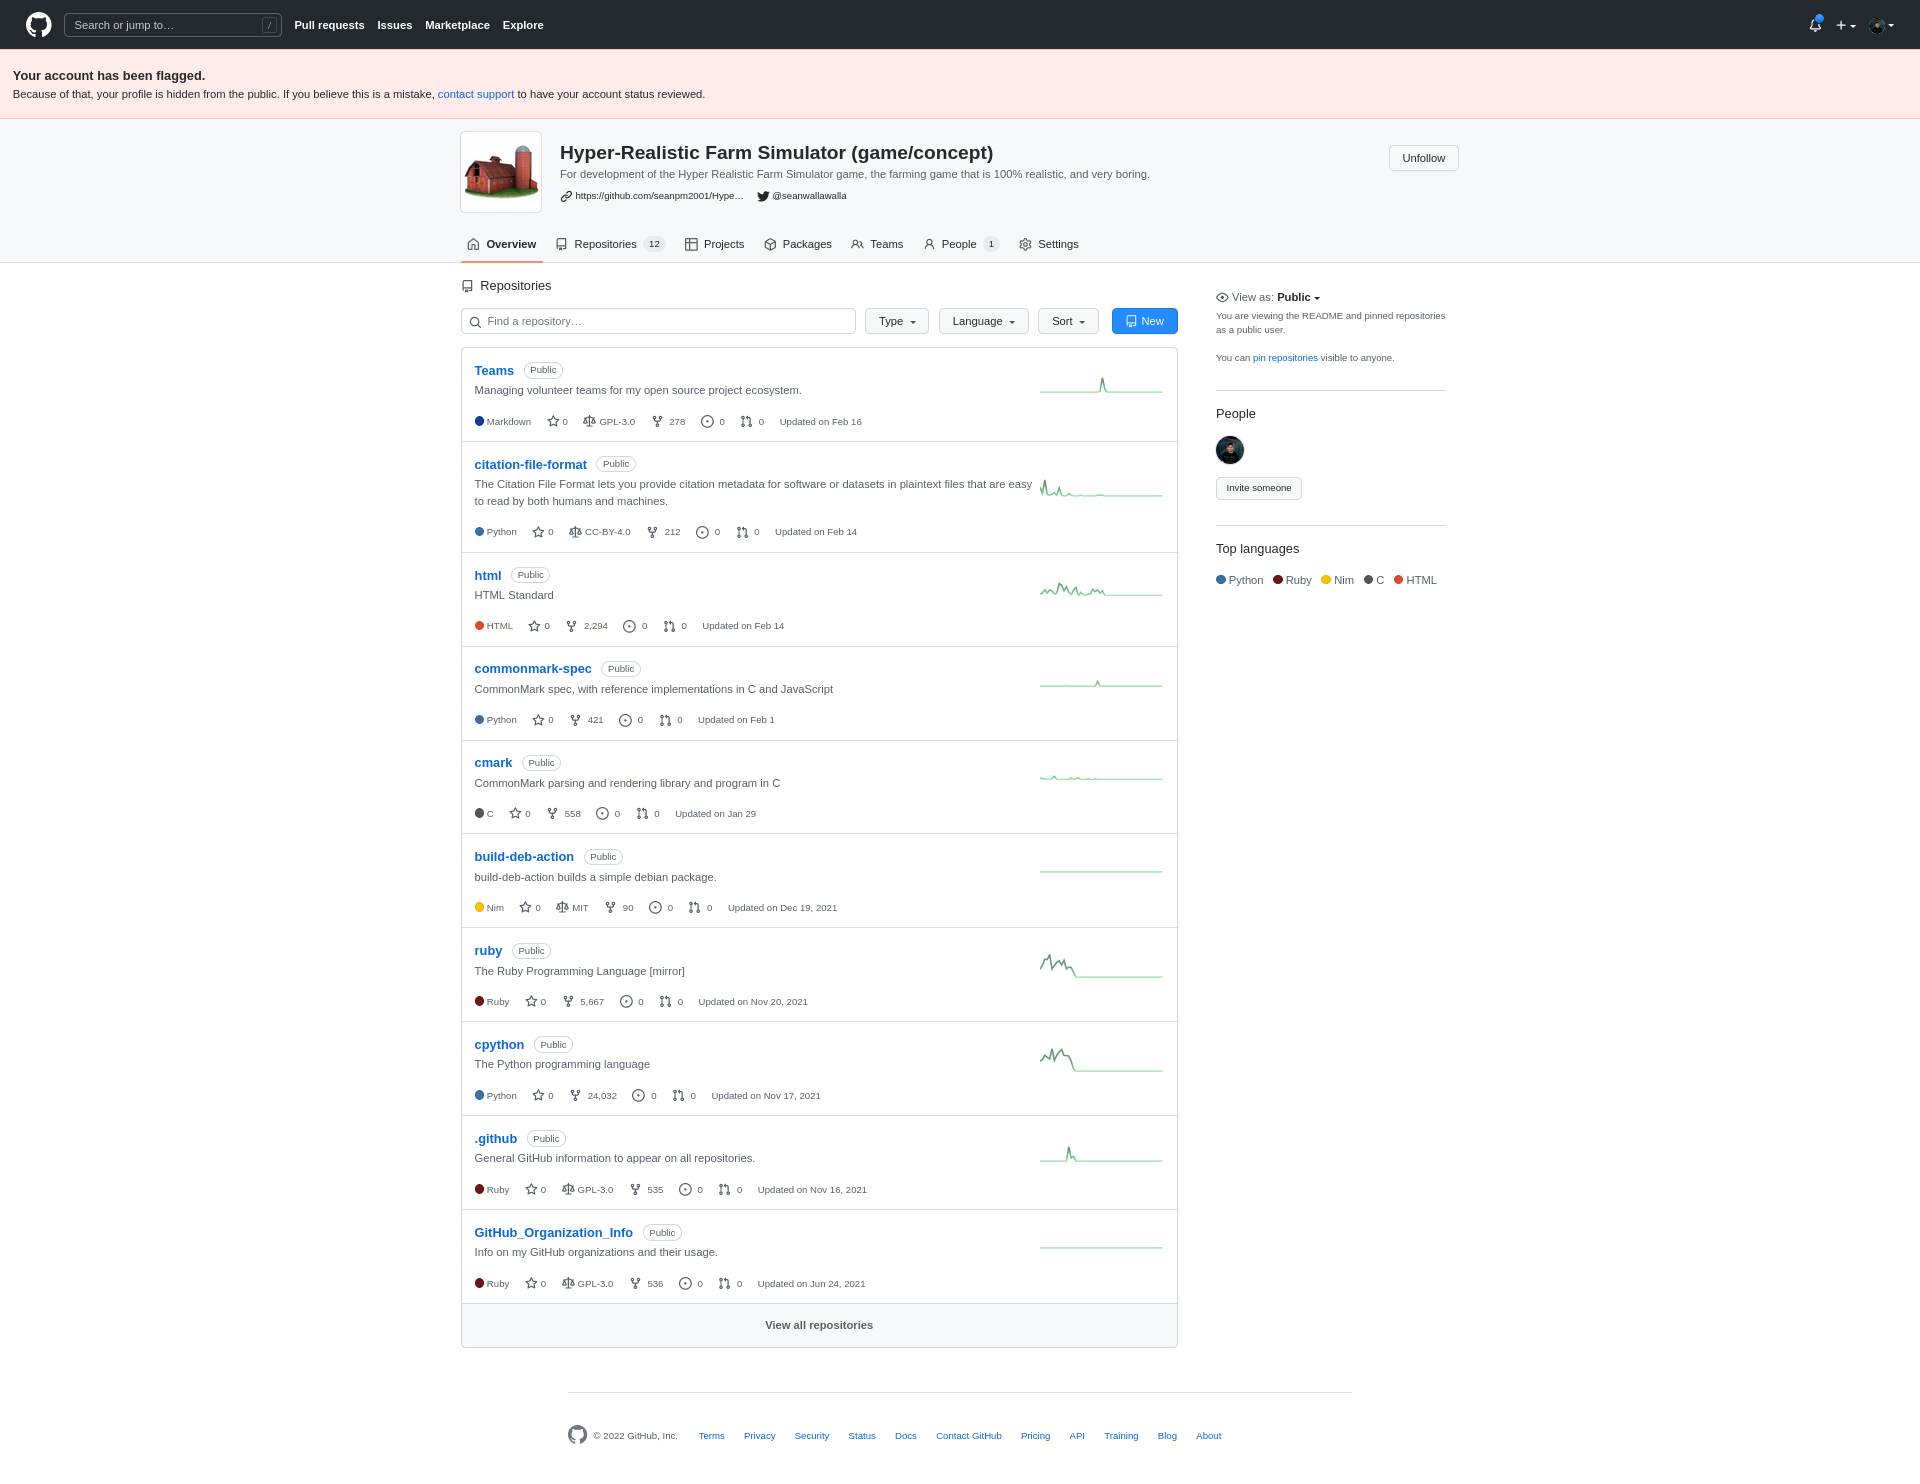 Search or jump to… /
Pull requests Issues Marketplace Explore
Your account has been flagged.
Because of that, your profile is hidden from the public. If you believe this is a mistake, contact support to have your account status reviewed.
Hyper-Realistic Farm Simulator (game/concept)
Unfollow
For development of the Hyper Realistic Farm Simulator game, the farming game that is 100% realistic, and very boring.
https://github.com/seanpm2001/Hype… @seanwallawalla
Overview Repositories 12 Projects Packages Teams People 1 Settings
Repositories
Find a repository… Type Language Sort New
Teams Public
Managing volunteer teams for my open source project ecosystem.
Markdown 0 GPL-3.0 278 0 0 Updated on Feb 16
citation-file-format Public
The Citation File Format lets you provide citation metadata for software or datasets in plaintext files that are easy
to read by both humans and machines.
Python 0 CC-BY-4.0 212 0 0 Updated on Feb 14
html Public
HTML Standard
HTML 0 2,294 0 0 Updated on Feb 14
commonmark-spec Public
CommonMark spec, with reference implementations in C and JavaScript
Python 0 421 0 0 Updated on Feb 1
cmark Public
CommonMark parsing and rendering library and program in C
C 0 558 0 0 Updated on Jan 29
build-deb-action Public
build-deb-action builds a simple debian package.
Nim 0 MIT 90 0 0 Updated on Dec 19, 2021
ruby Public
The Ruby Programming Language [mirror]
Ruby 0 5,667 0 0 Updated on Nov 20, 2021
cpython Public
The Python programming language
Python 0 24,032 0 0 Updated on Nov 17, 2021
.github Public
General GitHub information to appear on all repositories.
Ruby 0 GPL-3.0 535 0 0 Updated on Nov 16, 2021
GitHub_Organization_Info Public
Info on my GitHub organizations and their usage.
Ruby 0 GPL-3.0 536 0 0 Updated on Jun 24, 2021
View all repositories
View as: Public
You are viewing the README and pinned repositories
as a public user.
You can pin repositories visible to anyone.
People
Invite someone
Top languages
Python Ruby Nim C HTML
© 2022 GitHub, Inc. Terms Privacy Security Status Docs Contact GitHub Pricing API Training Blog About